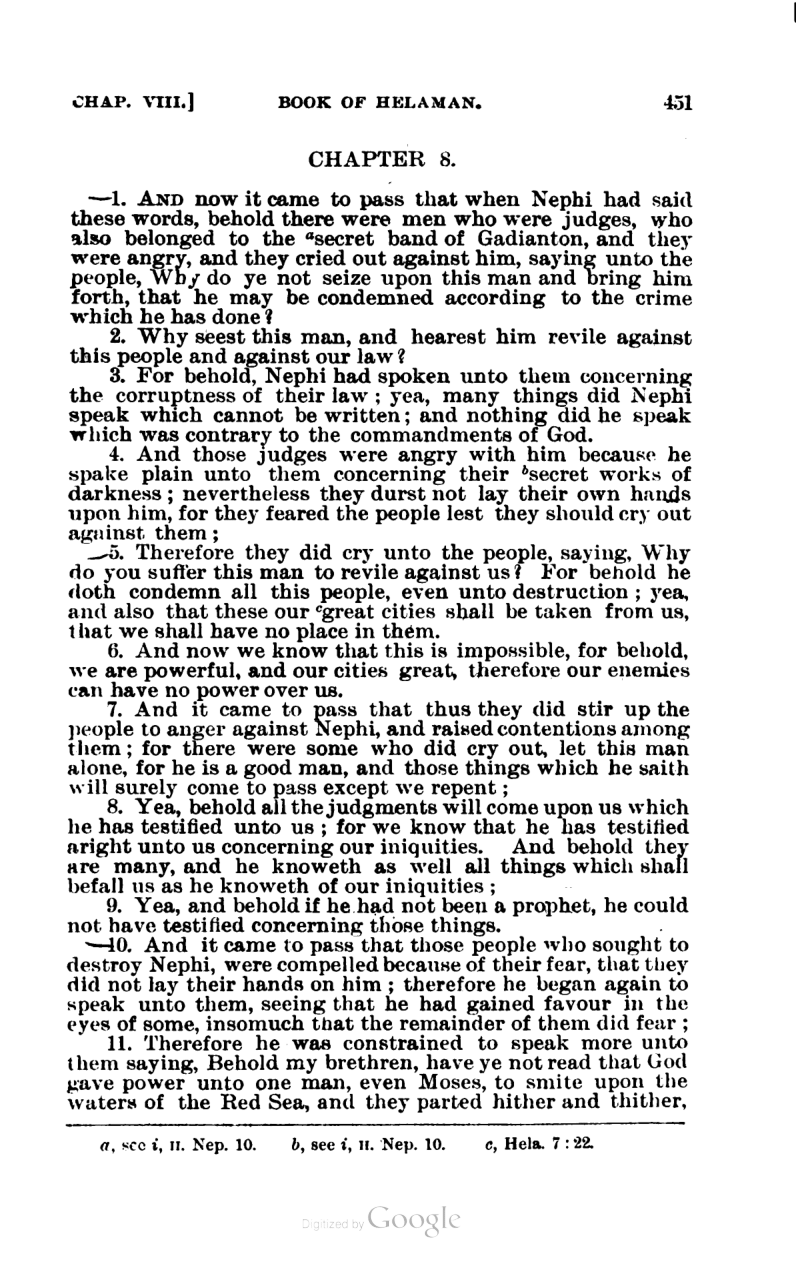 CHAP. VIII.] BOOK OF HELAMAN. 451
CHAPTER 8.
—1. AND now it came to pass that when Nephi had said
these words, behold there were men who were judges, who
also belonged to the ᵃsecret band of Gadianton, and they
were angry, and they cried out against him, saying unto the
people, Why do ye not seize upon this man and bring him
forth, that he may be condemned according to the crime
which he has done?
2. Why seest this man, and hearest him revile against
this people and against our law?
3. For behold, Nephi had spoken unto them concerning
the corruptness of their law; yea, many things did Nephi
speak which cannot be written; and nothing did he speak
which was contrary to the commandments of God.
4. And those judges were angry with him because he
spake plain unto them concerning their ᵇsecret works of
darkness; nevertheless they durst not lay their own hands
upon him, for they feared the people lest they should cry out
against them;
—5. Therefore they did cry unto the people, saying, Why
do you suffer this man to revile against us? For behold he
doth condemn all this people, even unto destruction; yea,
and also that these our ᶜgreat cities shall be taken from us,
that we shall have no place in them.
6. And now we know that this is impossible, for behold,
we are powerful, and our cities great, therefore our enemies
can have no power over us.
7. And it came to pass that thus they did stir up the
people to anger against Nephi, and raised contentions among
them; for there were some who did cry out, let this man
alone, for he is a good man, and those things which he saith
will surely come to pass except we repent;
8. Yea, behold all the judgments will come upon us which
he has testified unto us; for we know that he has testified
aright unto us concerning our iniquities. And behold they
are many, and he knoweth as well all things which shall
befall us as he knoweth of our iniquities;
9. Yea, and behold if he had not been a prophet, he could
not have testified concerning those things.
—10. And it came to pass that those people who sought to
destroy Nephi, were compelled because of their fear, that they
did not lay their hands on him; therefore he began again to
speak unto them, seeing that he had gained favour in the
eyes of some, insomuch that the remainder of them did fear;
11. Therefore he was constrained to speak more unto
them saying, Behold my brethren, have ye not read that God
gave power unto one man, even Moses, to smite upon the
waters of the Red Sea, and they parted hither and thither,
a, see i, II. Nep. 10. b, see i, II. Nep. 10. c, Hela. 7:22.
Digitized by Google